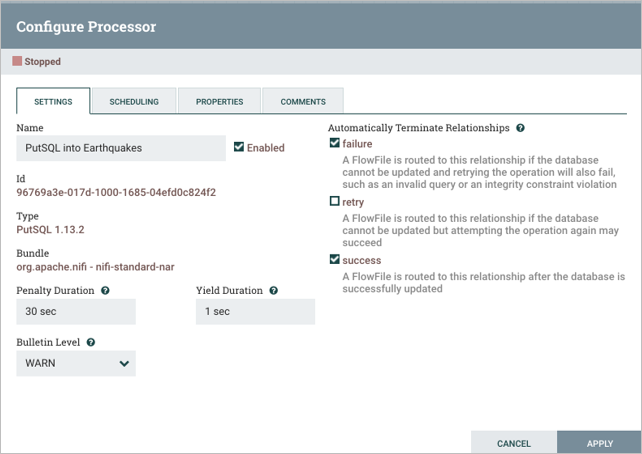 Configure Processor
Stopped
SETTINGS
SCHEDULING
PROPERTIES
COMMENTS
Name
PutSQL into Earthquakes
Enabled
Id
96769a3e-017d-1000-1685-04efd0c824f2
Type
PutSQL 1.13.2
Bundle
org.apache.nifi - nifi-standard-nar
Penalty Duration ?
30 sec
Yield Duration ?
1 sec
Bulletin Level ?
WARN
Automatically Terminate Relationships ?
failure
A FlowFile is routed to this relationship if the database
cannot be updated and retrying the operation will also fail,
such as an invalid query or an integrity constraint violation
retry
A FlowFile is routed to this relationship if the database
cannot be updated but attempting the operation again may
succeed
success
A FlowFile is routed to this relationship after the database is
successfully updated
CANCEL
APPLY